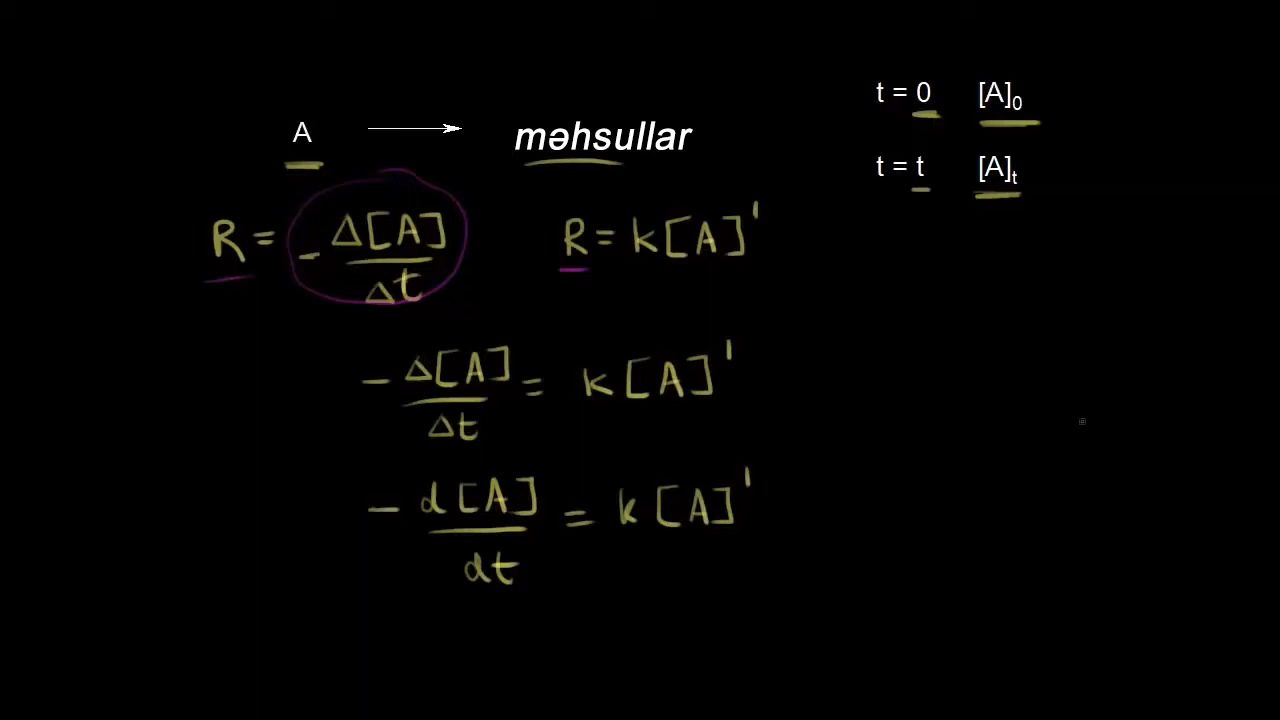 t = 0 [A]₀
A → məhsullar
t = t [A]ₜ
R = - Δ[A]/Δt R = k[A]¹
- Δ[A]/Δt = k[A]¹
- d[A]/dt = k[A]¹